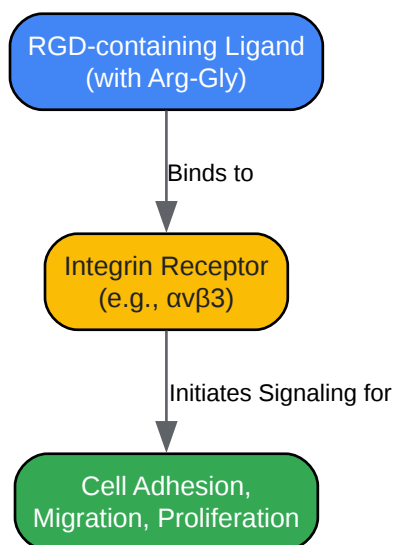 RGD-containing Ligand
(with Arg-Gly)
Binds to
Integrin Receptor
(e.g., αvβ3)
Initiates Signaling for
Cell Adhesion,
Migration, Proliferation